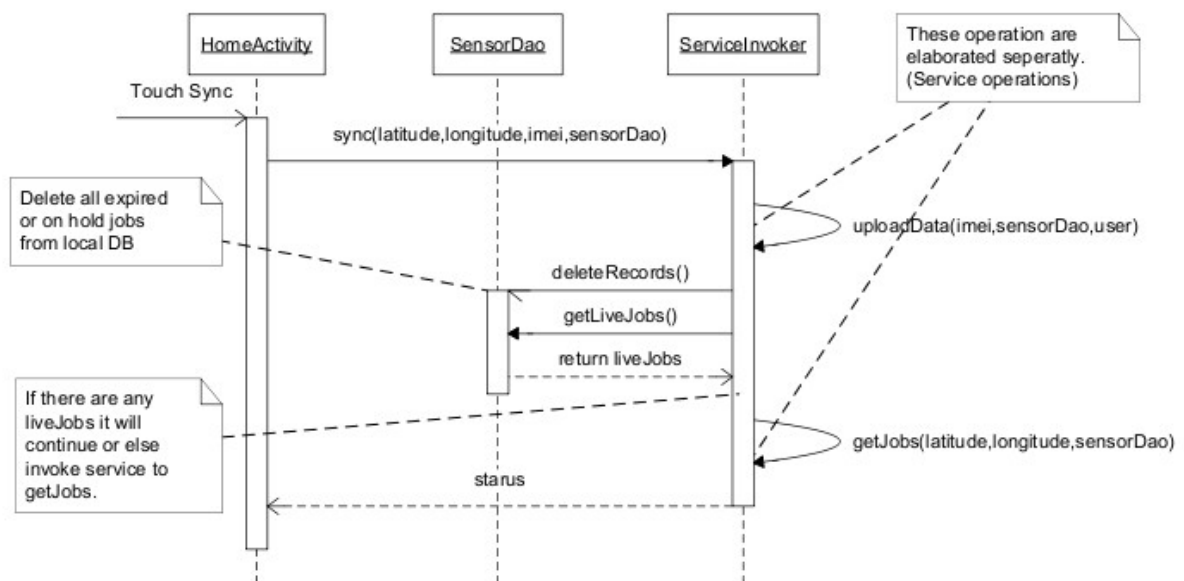 HomeActivity
SensorDao
ServiceInvoker
These operation are
elaborated seperatly.
(Service operations)
Touch Sync
sync(latitude,longitude,imei,sensorDao)
Delete all expired
or on hold jobs
from local DB
uploadData(imei,sensorDao,user)
deleteRecords()
getLiveJobs()
return liveJobs
If there are any
liveJobs it will
continue or else
invoke service to
getJobs.
getJobs(latitude,longitude,sensorDao)
starus